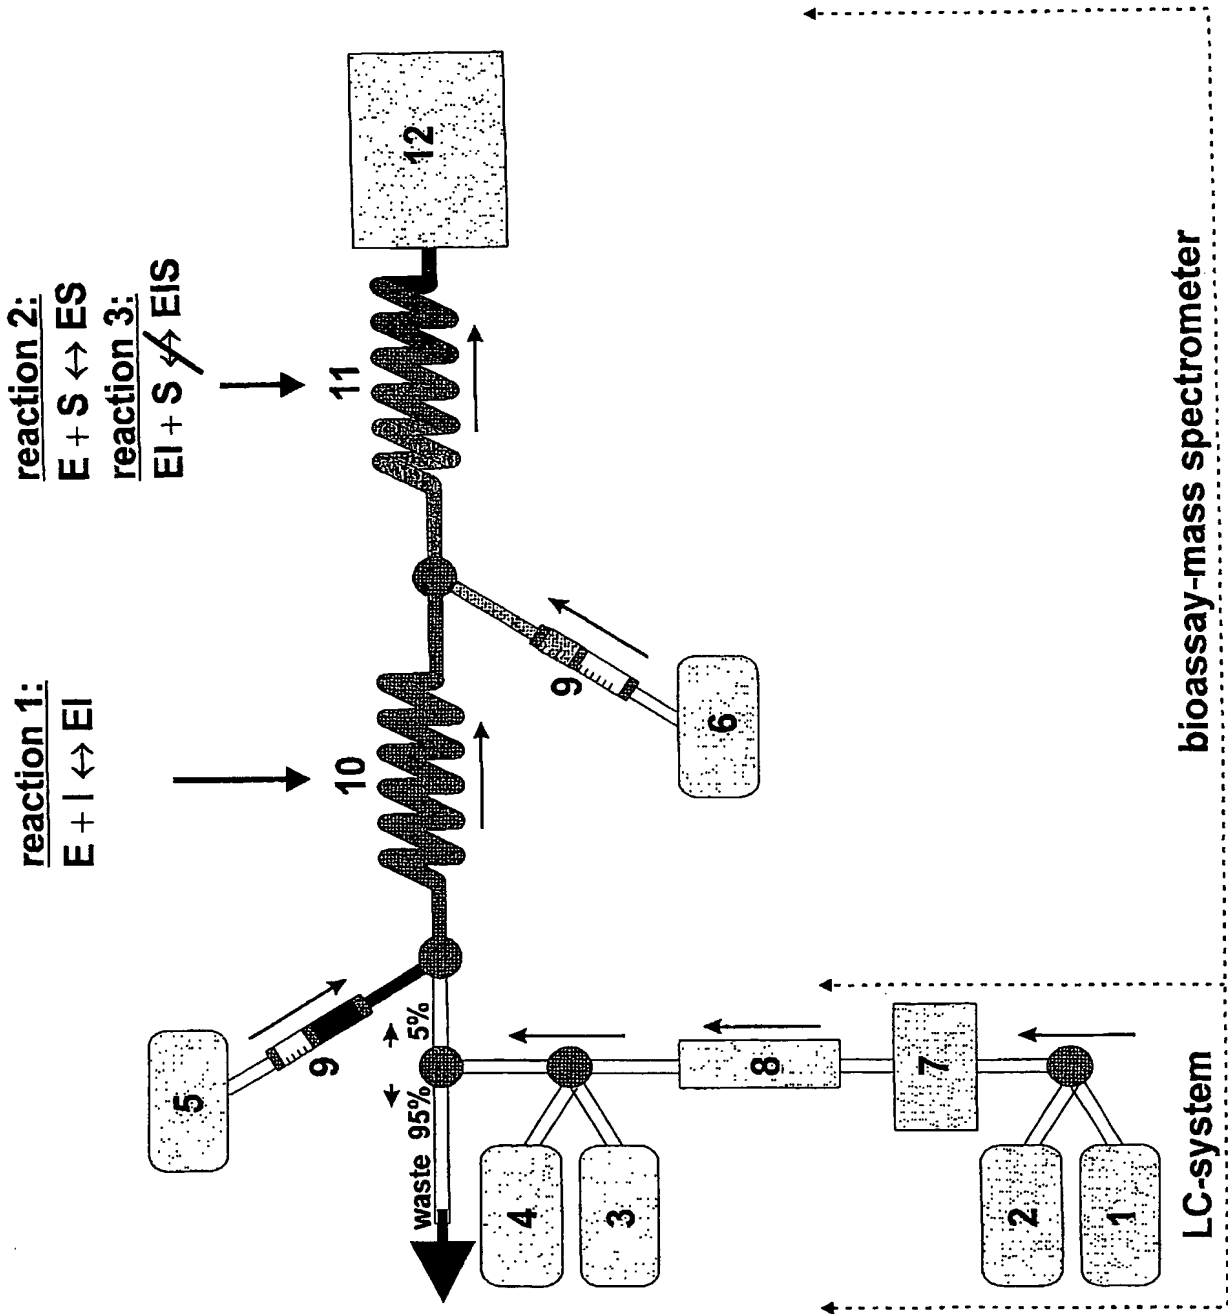 reaction 1:
E + I ↔ EI
reaction 2:
E + S ↔ ES
reaction 3:
EI + S ↔ EIS
5
9
10
11
12
waste 95% 5%
4
3
8
7
2
1
9
6
LC-system
bioassay-mass spectrometer